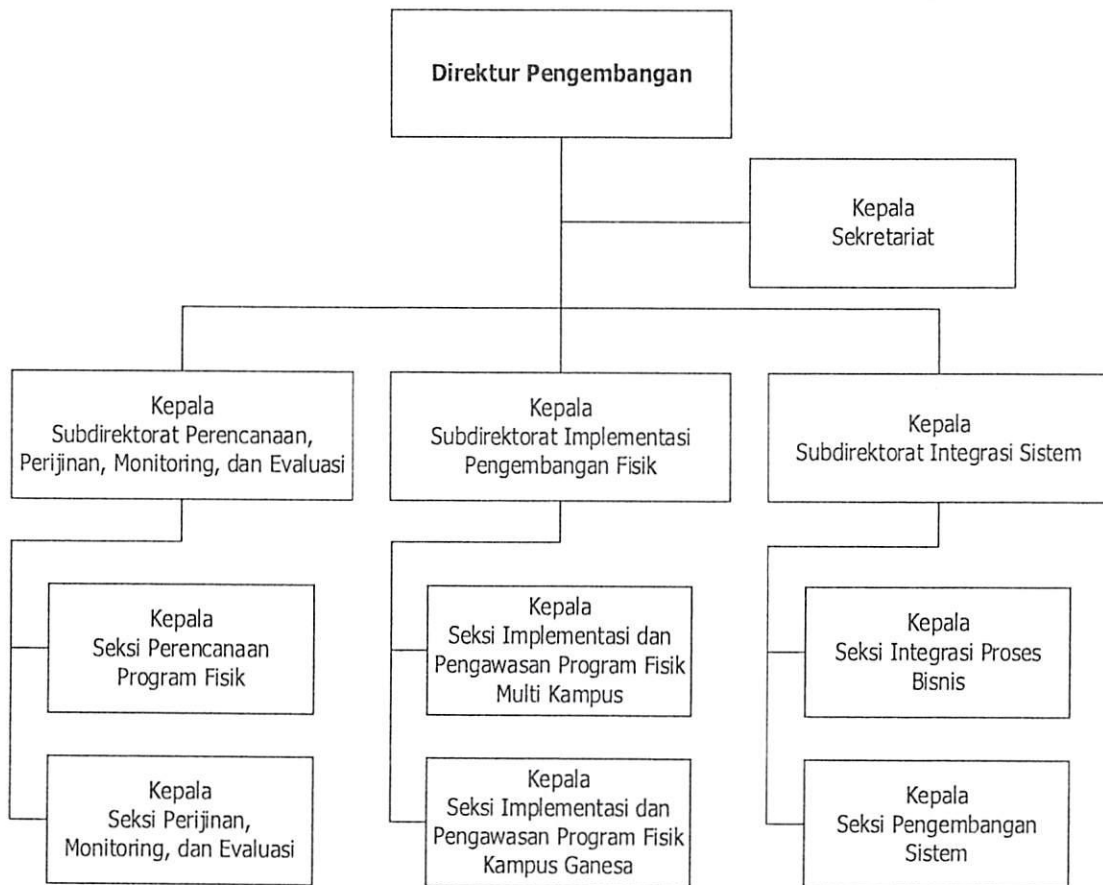 Direktur Pengembangan
Kepala
Sekretariat
Kepala
Subdirektorat Perencanaan,
Perijinan, Monitoring, dan Evaluasi
Kepala
Subdirektorat Implementasi
Pengembangan Fisik
Kepala
Subdirektorat Integrasi Sistem
Kepala
Seksi Perencanaan
Program Fisik
Kepala
Seksi Implementasi dan
Pengawasan Program Fisik
Multi Kampus
Kepala
Seksi Integrasi Proses
Bisnis
Kepala
Seksi Perijinan,
Monitoring, dan Evaluasi
Kepala
Seksi Implementasi dan
Pengawasan Program Fisik
Kampus Ganesa
Kepala
Seksi Pengembangan
Sistem